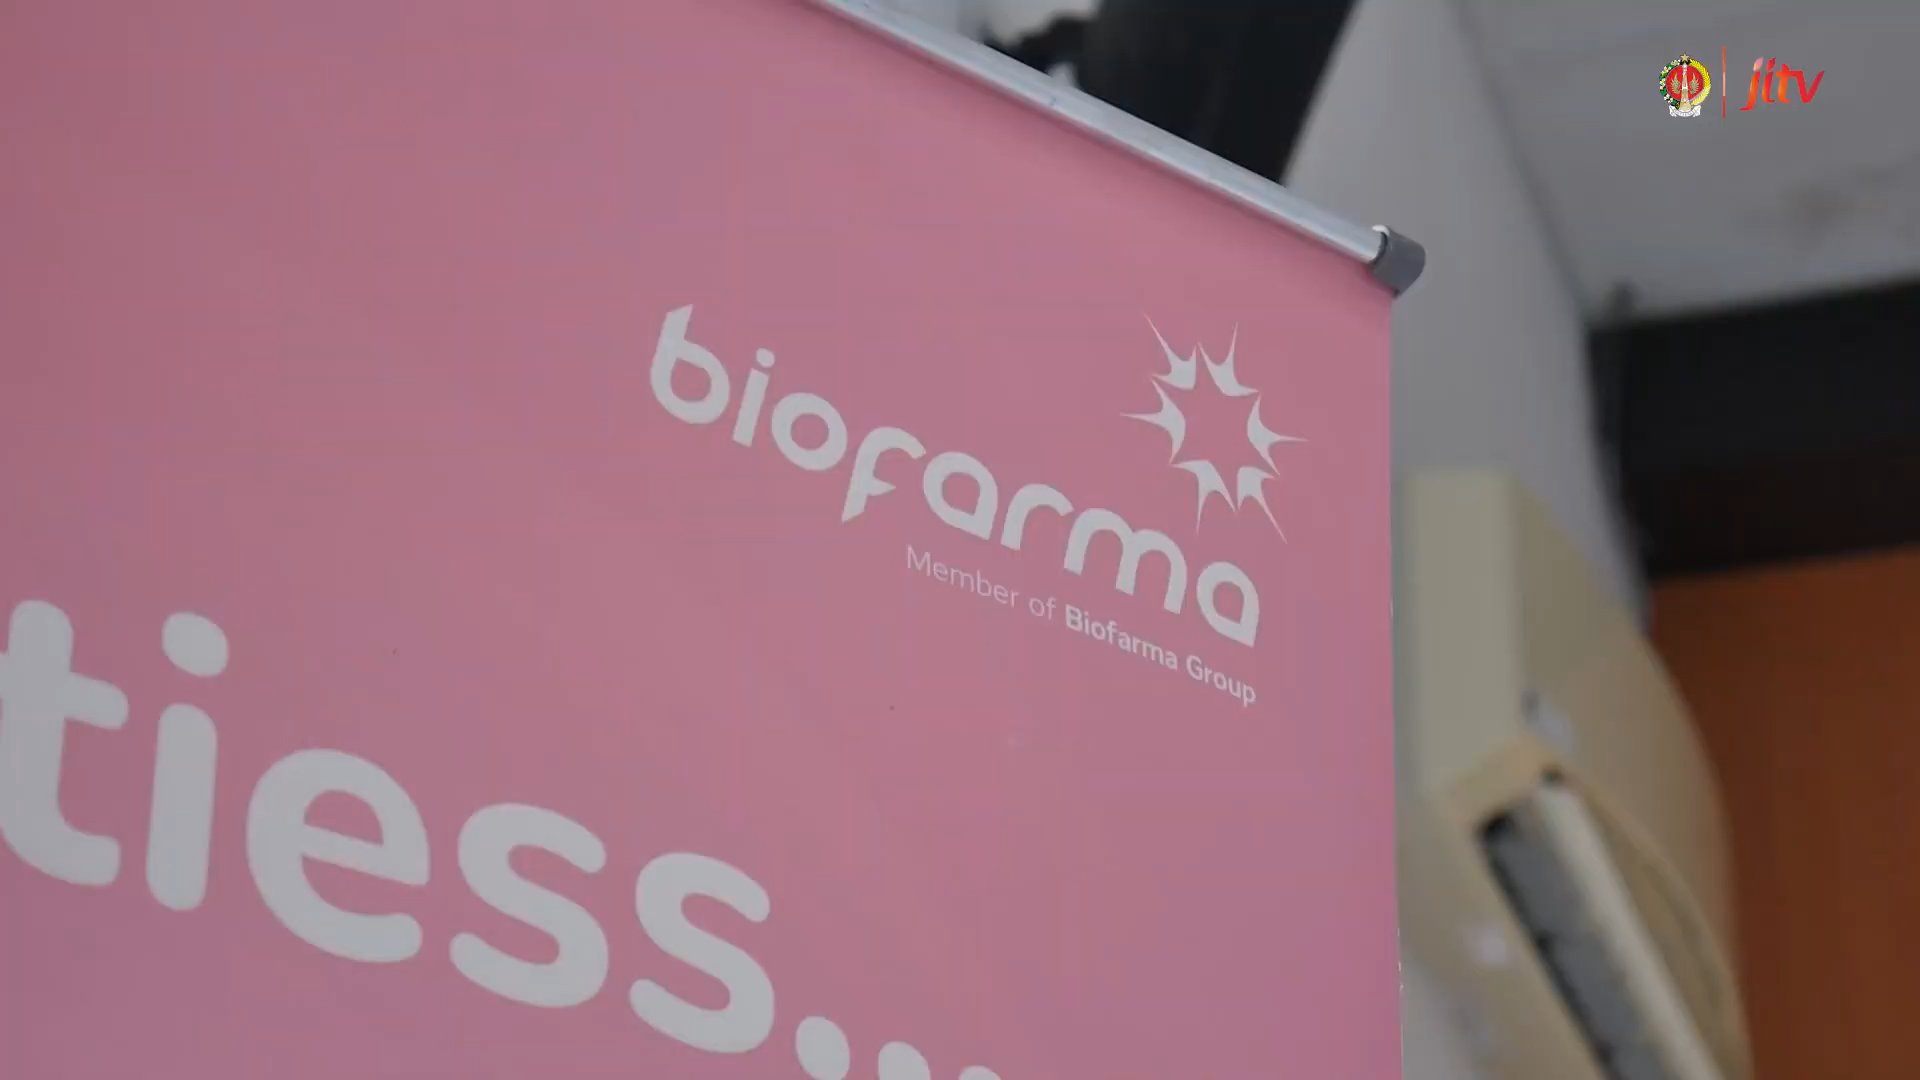 jitv
biofarma
Member of Biofarma Group
tiess...